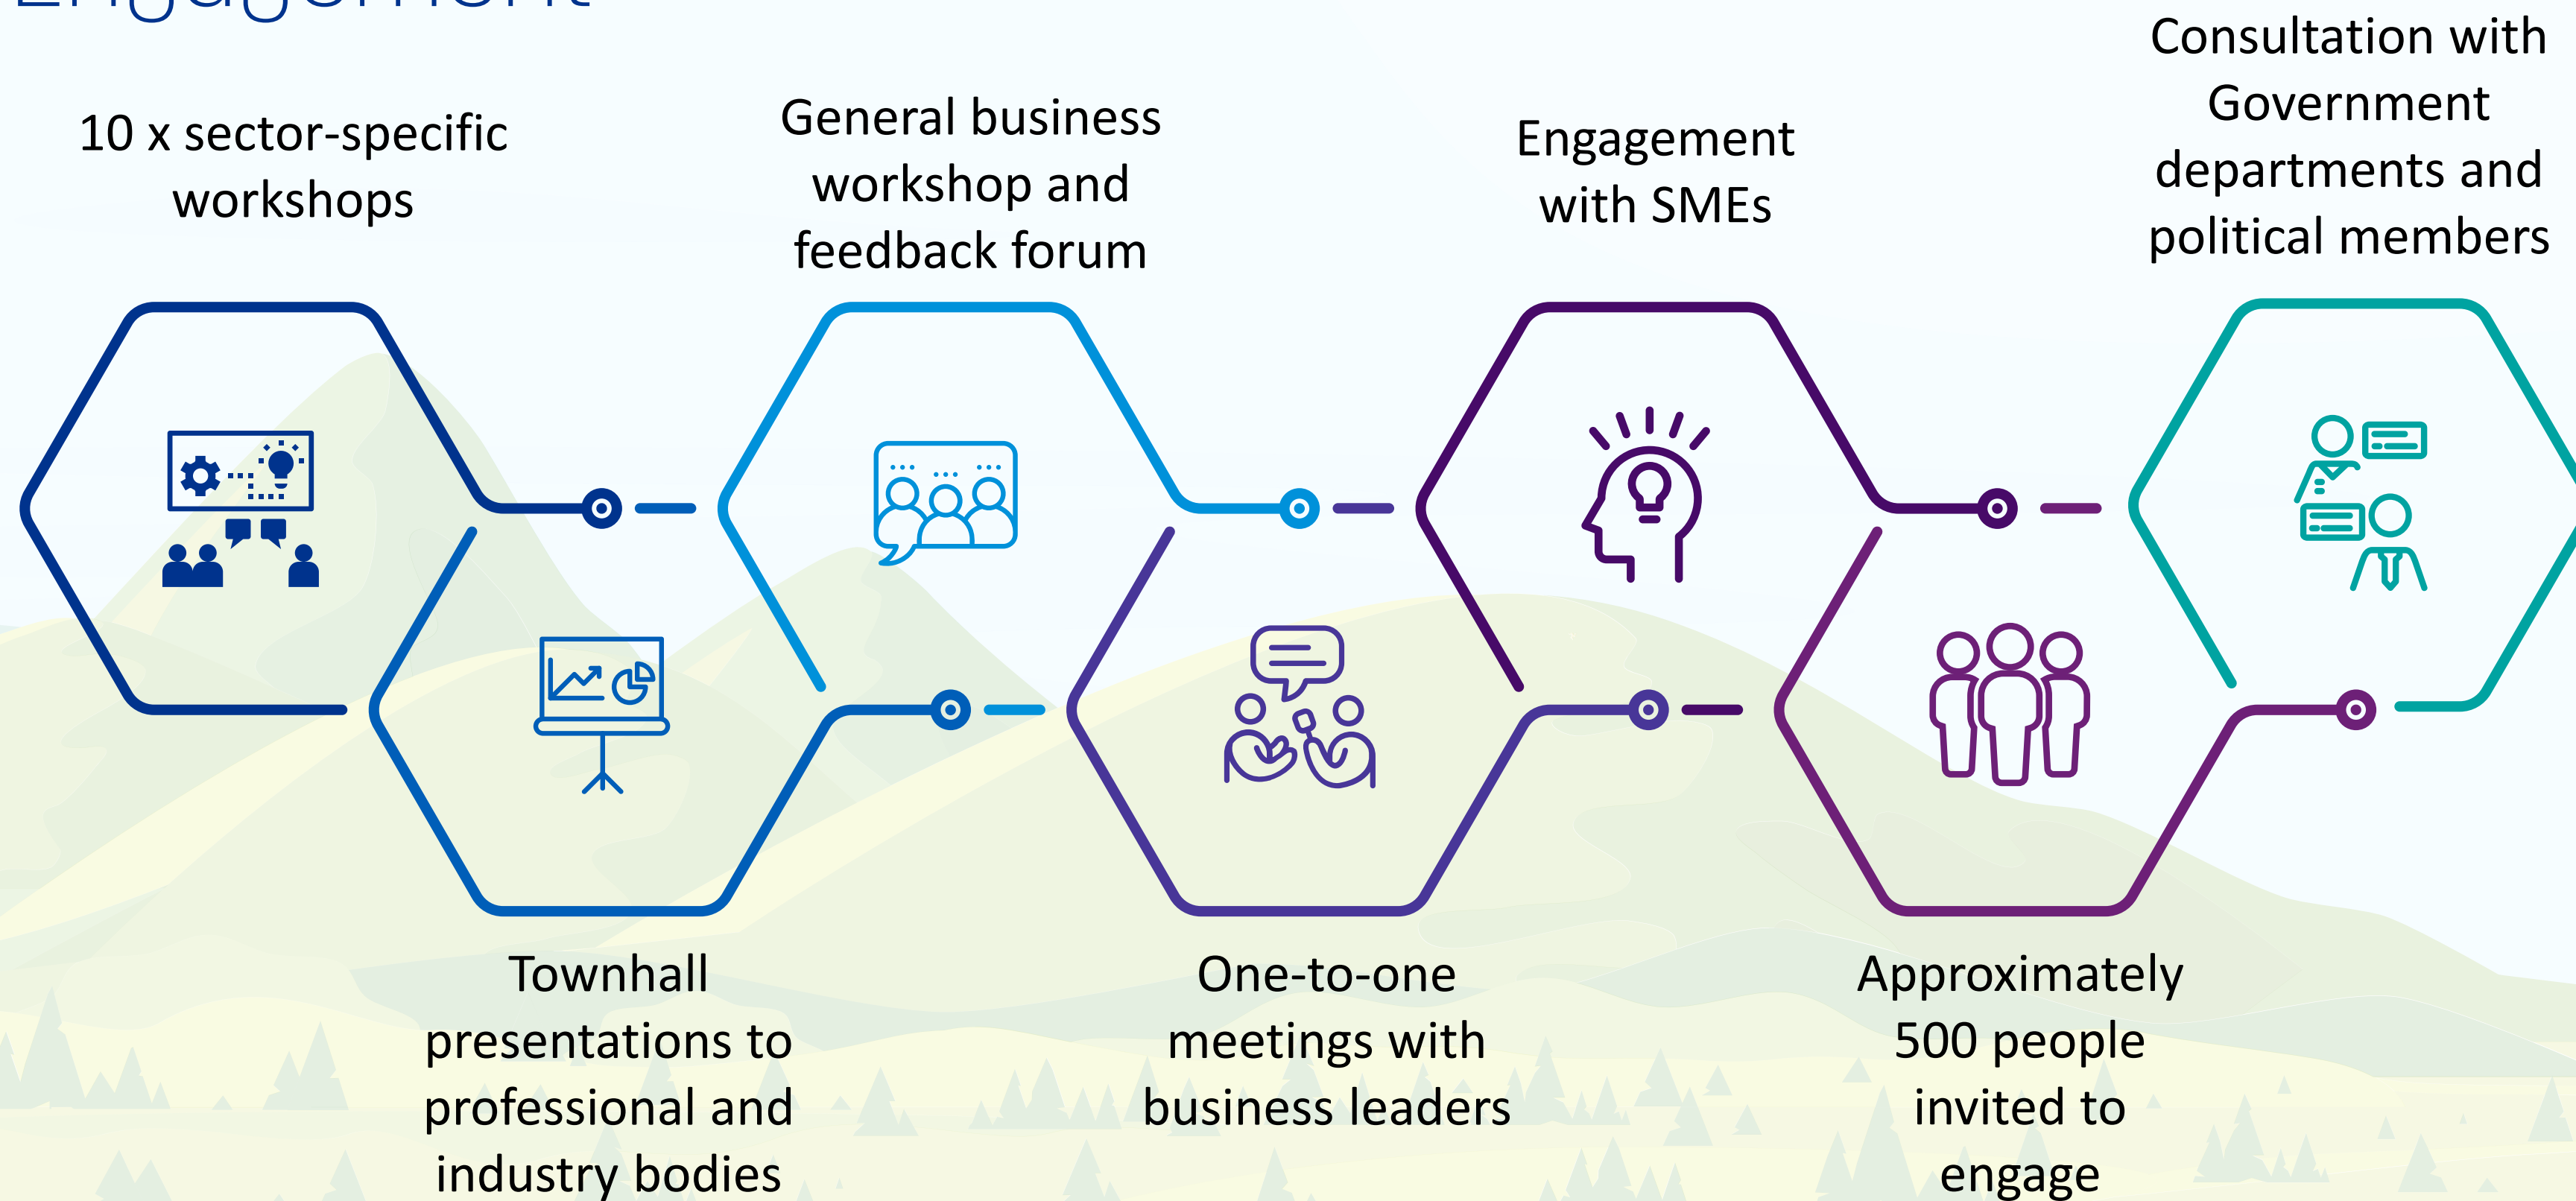 Engagement
10 x sector-specific
workshops
Townhall
presentations to
professional and
industry bodies
General business
workshop and
feedback forum
One-to-one
meetings with
business leaders
Engagement
with SMEs
Approximately
500 people
invited to
engage
Consultation with
Government
departments and
political members